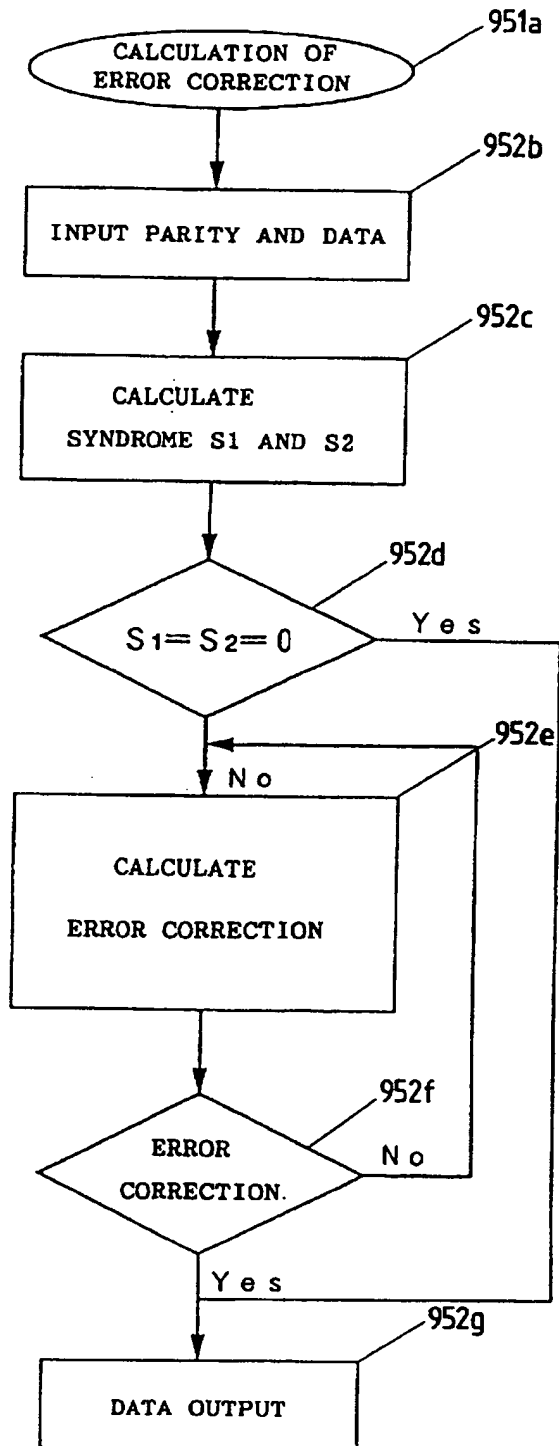 951a
CALCULATION OF
ERROR CORRECTION
952b
INPUT PARITY AND DATA
952c
CALCULATE
SYNDROME S1 AND S2
952d
S1=S2=0
Yes
952e
No
CALCULATE
ERROR CORRECTION
952f
ERROR
CORRECTION.
No
Yes
952g
DATA OUTPUT